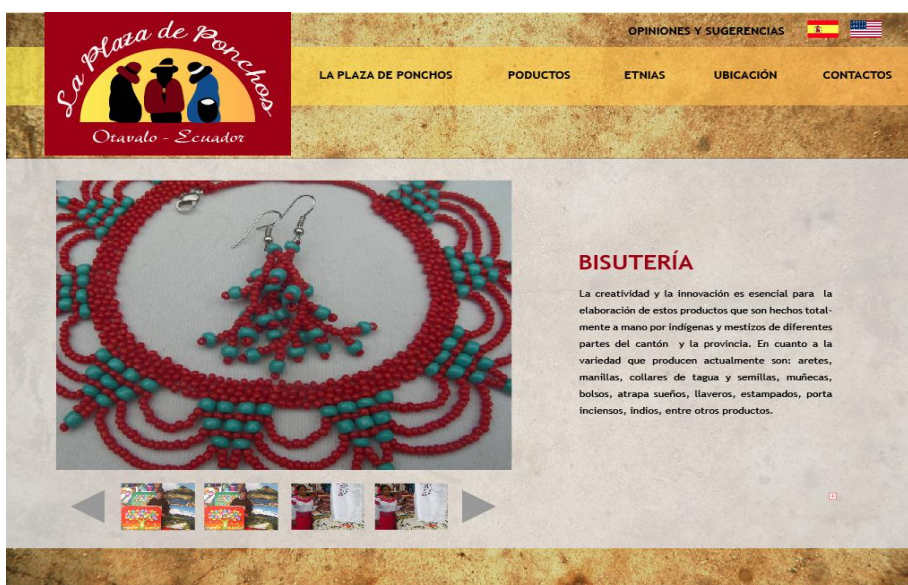 La Plaza de Ponchos
Otavalo - Ecuador
OPINIONES Y SUGERENCIAS
LA PLAZA DE PONCHOS PODUCTOS ETNIAS UBICACIÓN CONTACTOS
BISUTERÍA
La creatividad y la innovación es esencial para la
elaboración de estos productos que son hechos total-
mente a mano por indígenas y mestizos de diferentes
partes del cantón y la provincia. En cuanto a la
variedad que producen actualmente son: aretes,
manillas, collares de tagua y semillas, muñecas,
bolsos, atrapa sueños, llaveros, estampados, porta
inciensos, indios, entre otros productos.